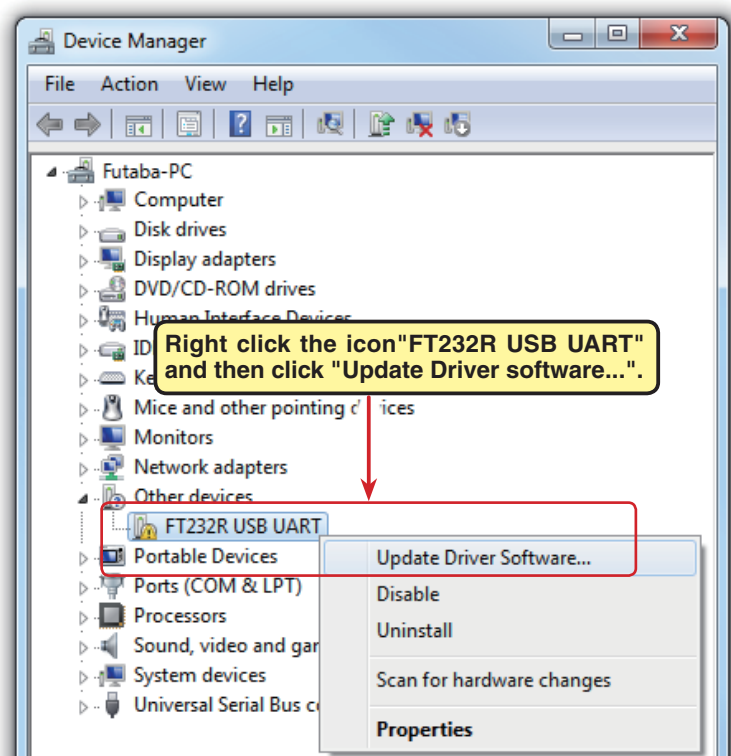 Device Manager
File Action View Help
Futaba-PC
Computer
Disk drives
Display adapters
DVD/CD-ROM drives
Human Interface Devices
Right click the icon"FT232R USB UART"
and then click "Update Driver software...".
Mice and other pointing
Monitors
Network adapters
Other devices
FT232R USB UART
Portable Devices
Ports (COM & LPT)
Processors
Sound, video and
System devices
Universal Serial Bus
Update Driver Software...
Disable
Uninstall
Scan for hardware changes
Properties